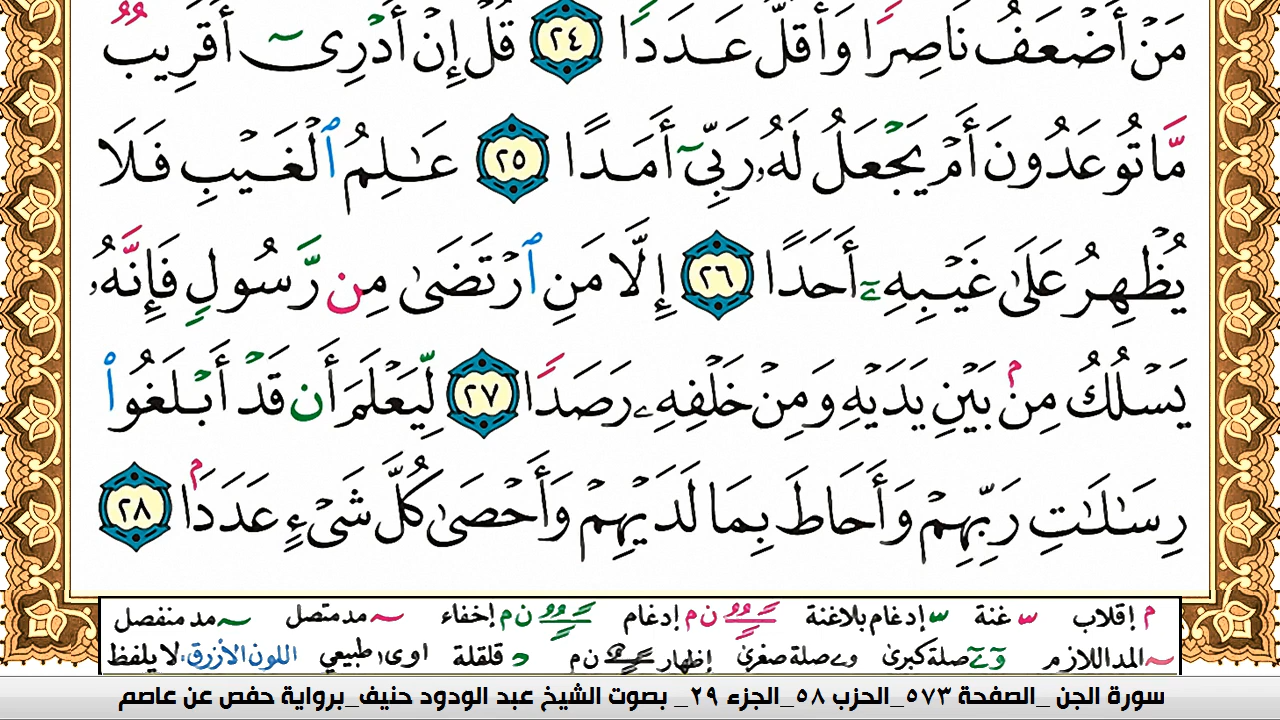 مَنْ أَضْعَفُ نَاصِرًا وَأَقَلُّ عَدَدًا ٢٤ قُلْ إِنْ أَدْرِىٓ أَقَرِيبٌ
مَّا تُوعَدُونَ أَمْ يَجْعَلُ لَهُۥ رَبِّىٓ أَمَدًا ٢٥ عَـٰلِمُ ٱلْغَيْبِ فَلَا
يُظْهِرُ عَلَىٰ غَيْبِهِۦٓ أَحَدًا ٢٦ إِلَّا مَنِ ٱرْتَضَىٰ مِن رَّسُولٍ فَإِنَّهُۥ
يَسْلُكُ مِنۢ بَيْنِ يَدَيْهِ وَمِنْ خَلْفِهِۦ رَصَدًا ٢٧ لِّيَعْلَمَ أَن قَدْ أَبْلَغُوا۟
رِسَـٰلَـٰتِ رَبِّهِمْ وَأَحَاطَ بِمَا لَدَيْهِمْ وَأَحْصَىٰ كُلَّ شَىْءٍ عَدَدَۢا ٢٨
م إقلاب غنة إدغام بلاغنة ن م إدغام ن م إخفاء مد متصل مد منفصل
المد اللازم صلة كبرى و ے صلة صغرى إظهار ن م قلقلة اوى طبيعي اللون الأزرق: لا يلفظ
سورة الجن _الصفحة ٥٧٣_الحزب ٥٨_الجزء ٢٩_ بصوت الشيخ عبد الودود حنيف_برواية حفص عن عاصم